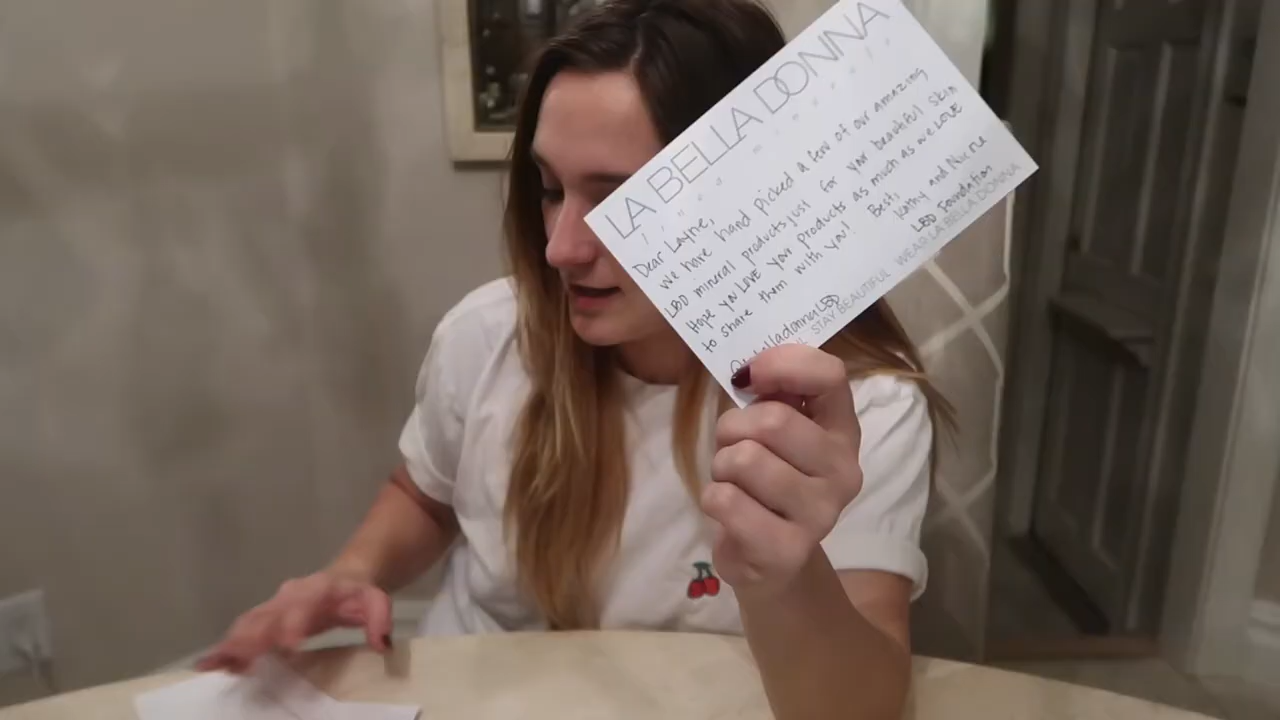 LA BELLA DONNA
Dear Layne,
We have hand picked a few of our amazing
LBD mineral products just for your beautiful skin
Hope you LOVE your products as much as we LOVE
to share them with you!
Best,
Kathy and Nicole
LBD Foundation
STAY BEAUTIFUL WEAR LA BELLA DONNA